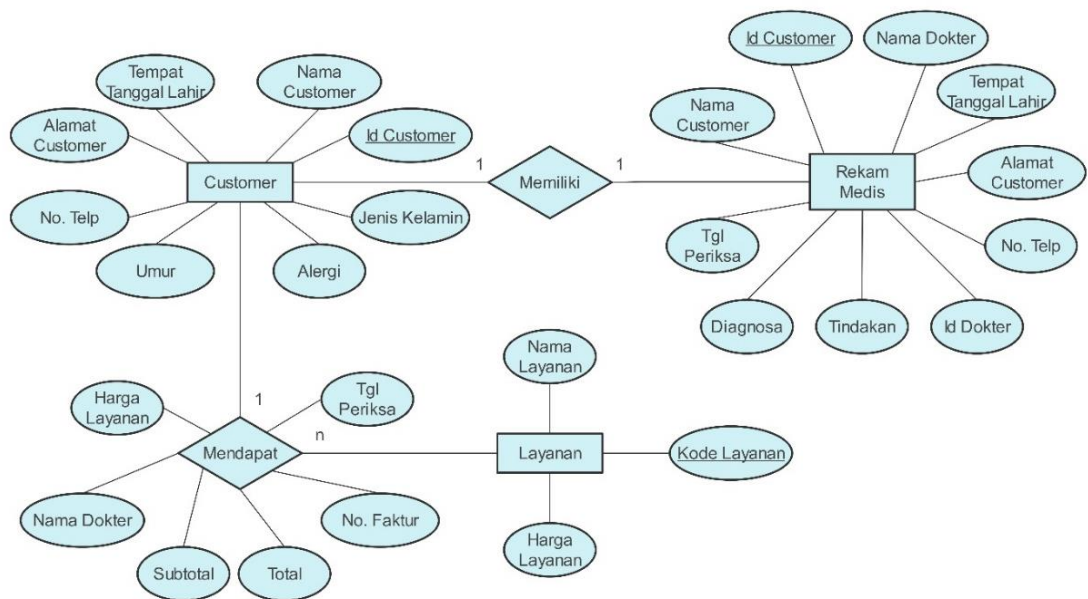 Id Customer
Nama Dokter
Tempat
Tanggal Lahir
Nama
Customer
Tempat
Tanggal Lahir
Nama
Customer
Alamat
Customer
Id Customer
1
1
Customer
Memiliki
Rekam
Medis
Alamat
Customer
No. Telp
Jenis Kelamin
Tgl
Periksa
No. Telp
Umur
Alergi
Diagnosa
Tindakan
Id Dokter
Nama
Layanan
Harga
Layanan
1
Tgl
Periksa
n
Mendapat
Layanan
Kode Layanan
Nama Dokter
No. Faktur
Harga
Layanan
Subtotal
Total